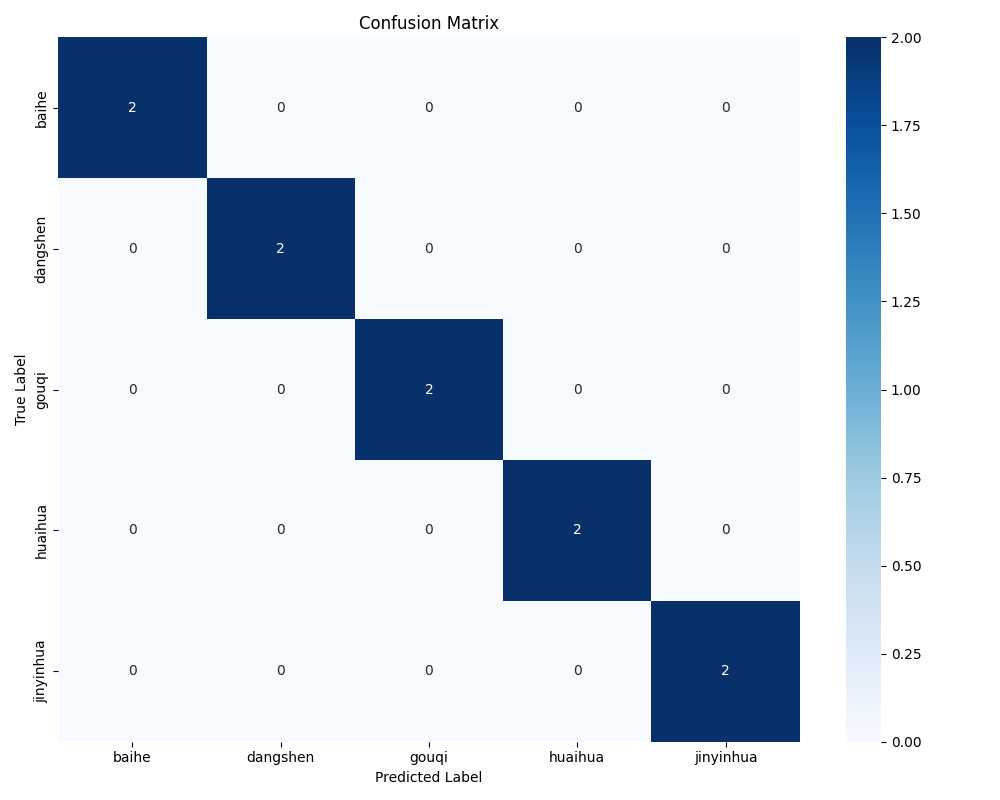 Confusion Matrix
baihe 2 0 0 0 0
dangshen 0 2 0 0 0
gouqi 0 0 2 0 0
huaihua 0 0 0 2 0
jinyinhua 0 0 0 0 2
True Label
baihe dangshen gouqi huaihua jinyinhua
Predicted Label
2.00
1.75
1.50
1.25
1.00
0.75
0.50
0.25
0.00